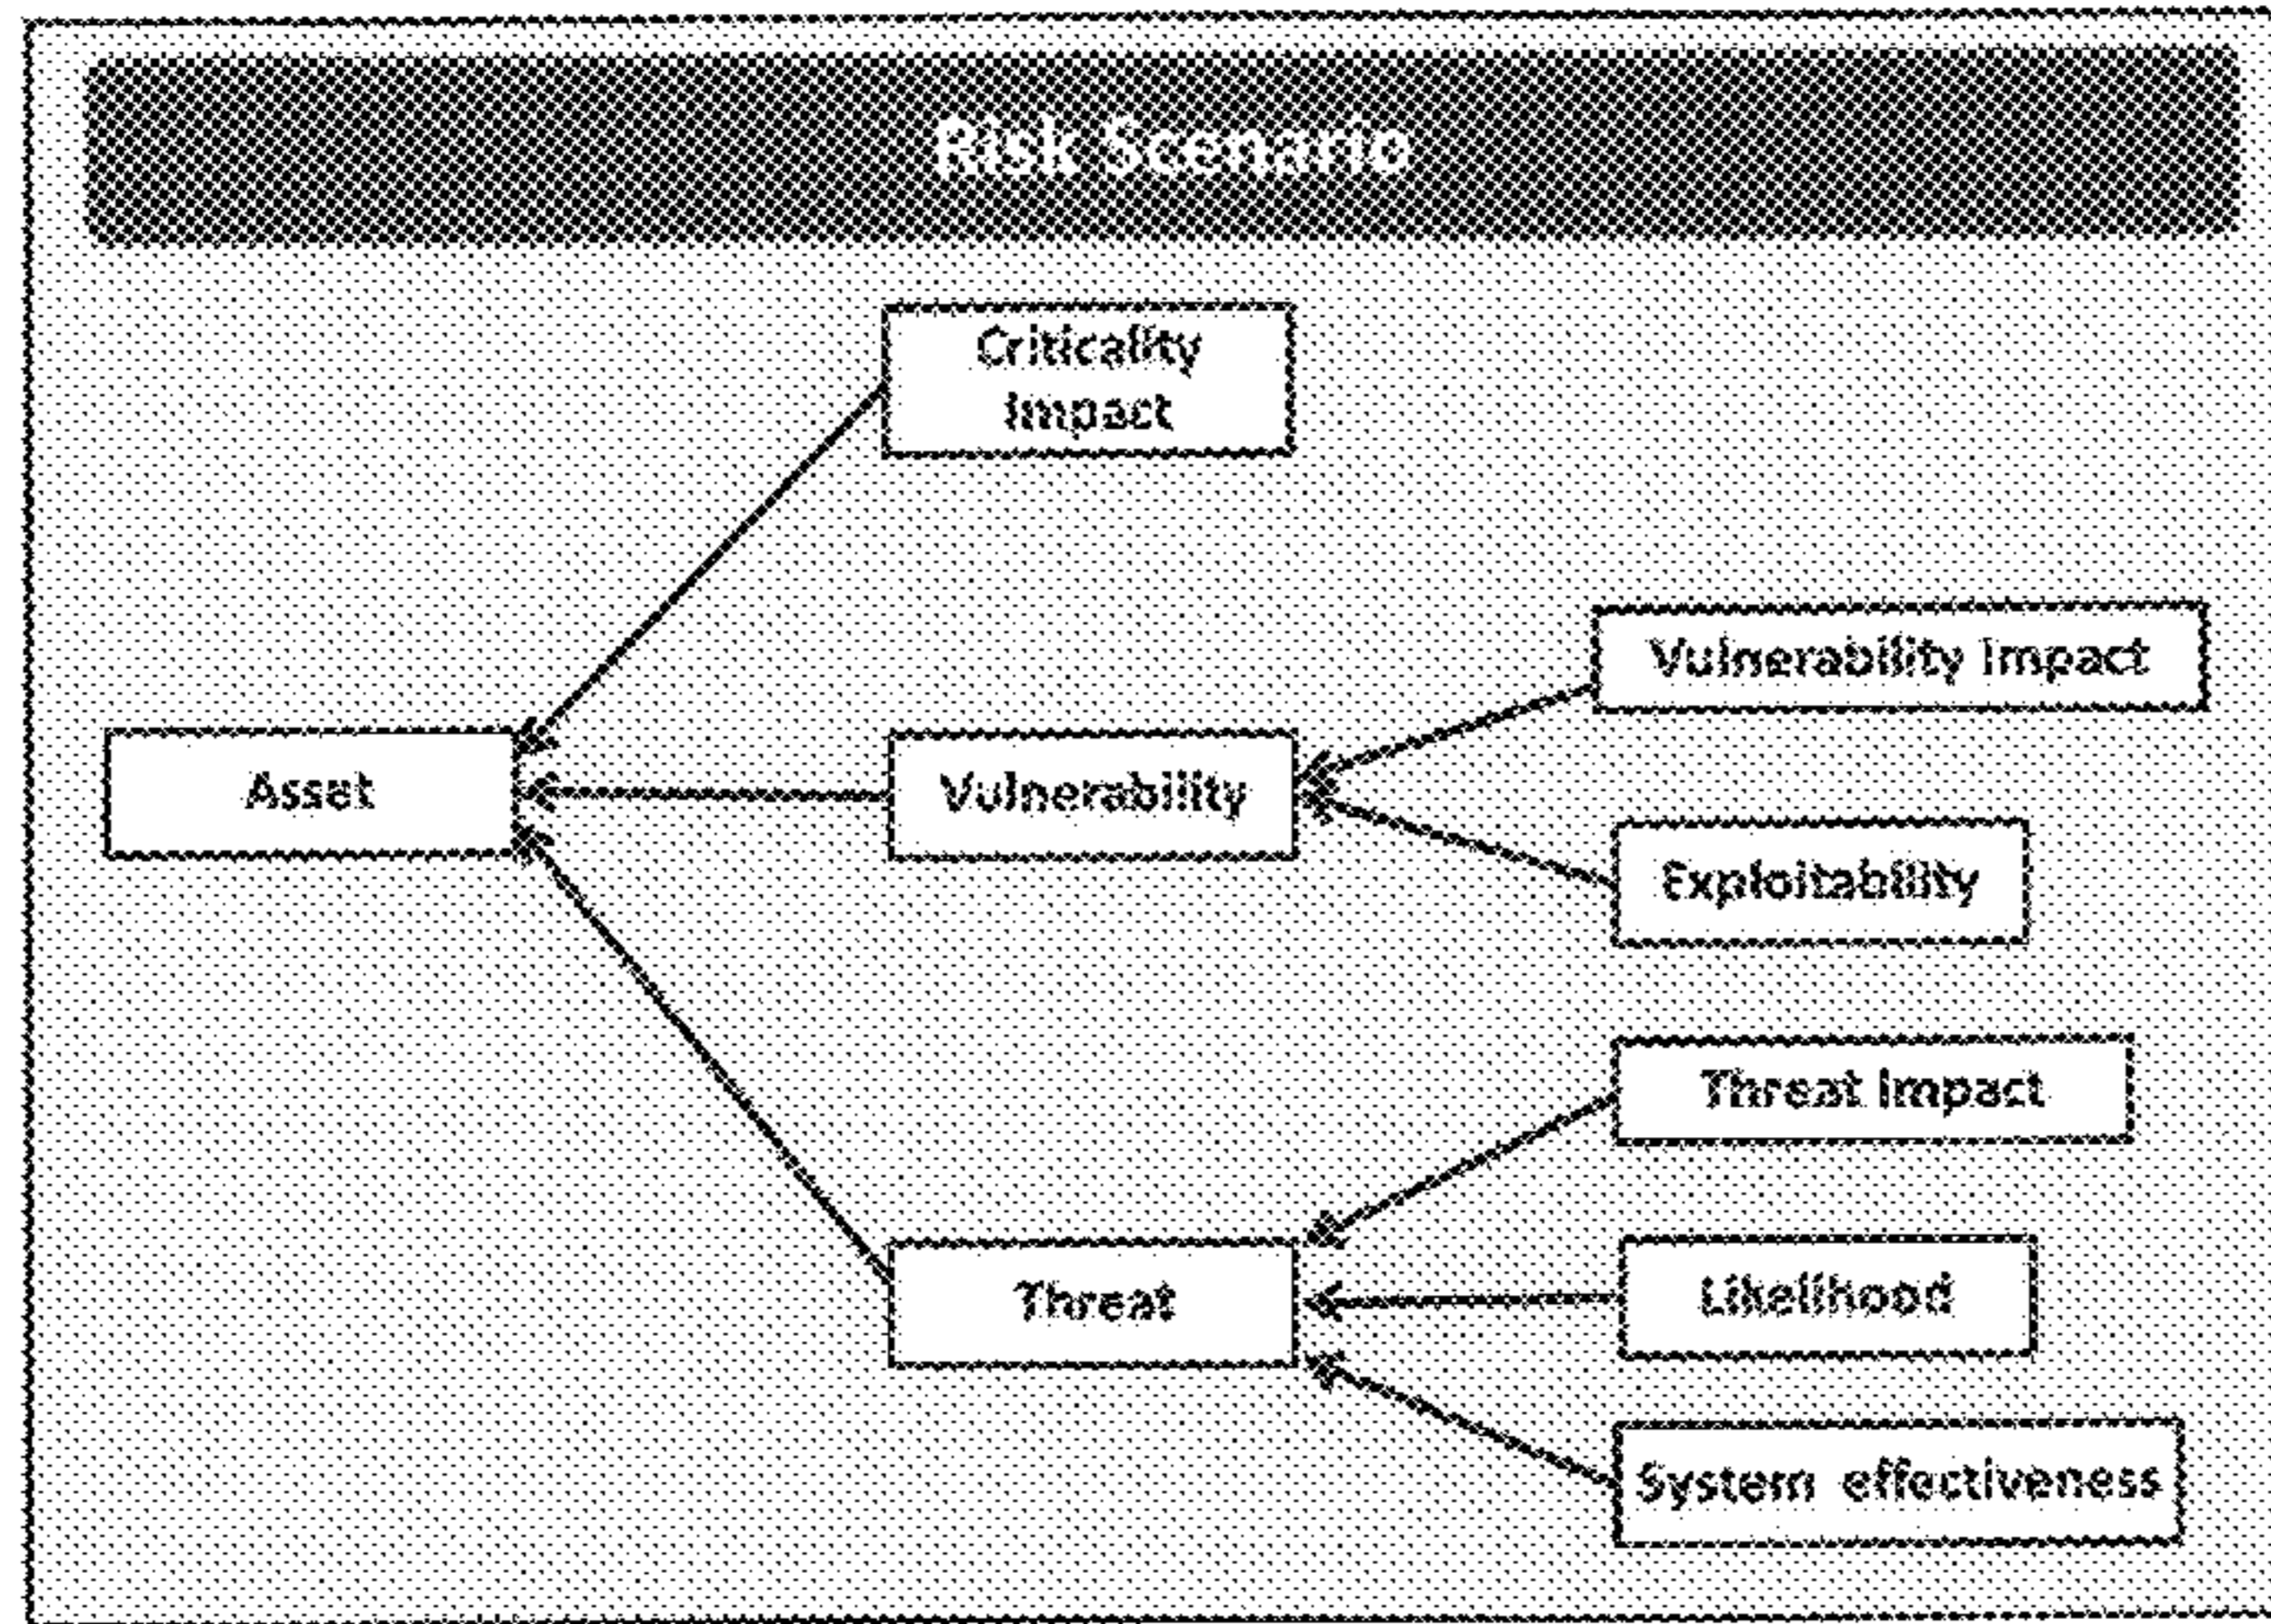 Risk Scenario
Criticality
Impact
Vulnerability Impact
Asset
Vulnerability
Exploitability
Threat Impact
Threat
Likelihood
System effectiveness